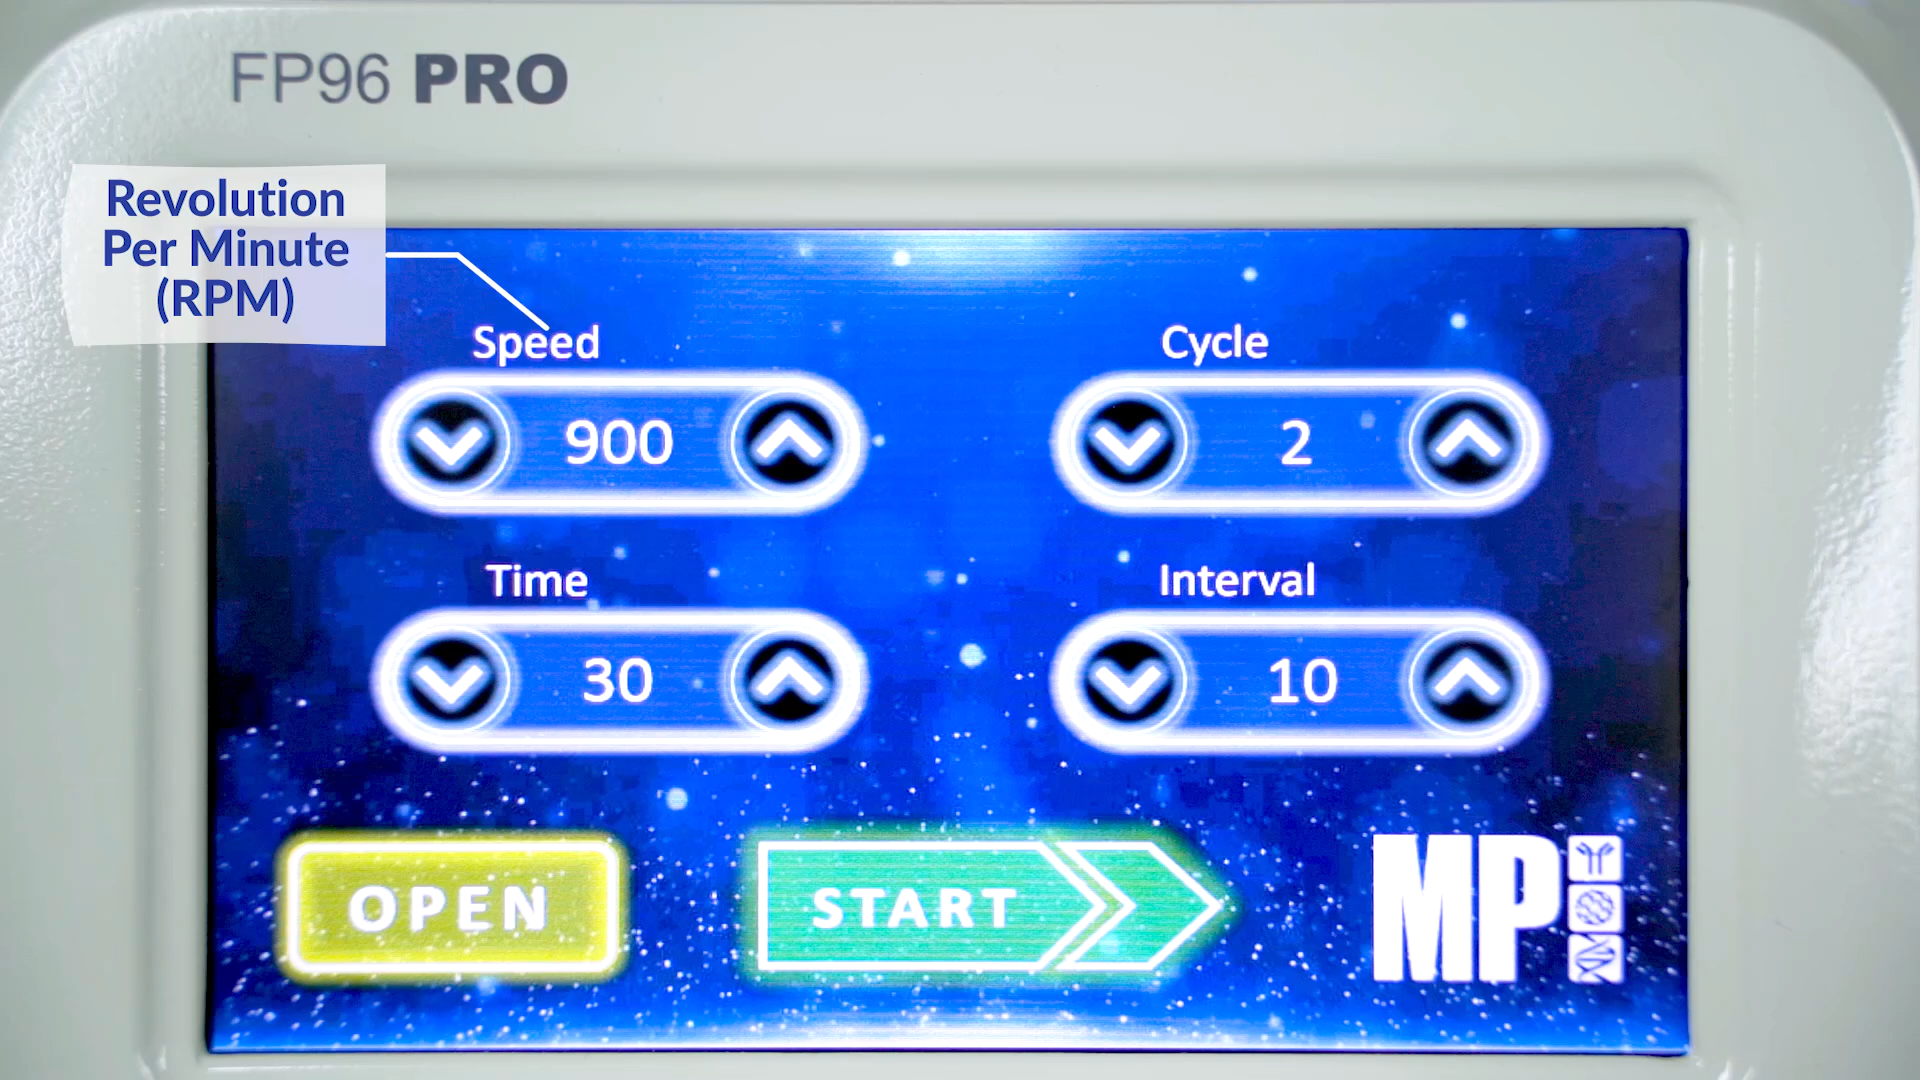 FP96 PRO
Revolution
Per Minute
(RPM)
Speed
Cycle
900
2
Time
Interval
30
10
OPEN
START
MP